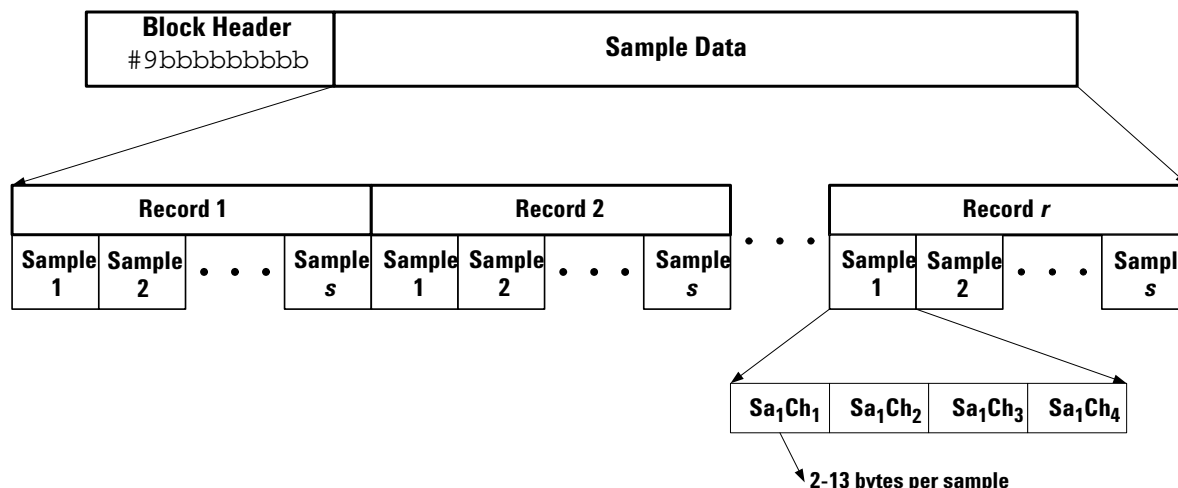 Block Header
#9bbbbbbbbb
Sample Data
Record 1
Record 2
Record r
Sample
1
Sample
2
Sample
s
Sample
1
Sample
2
Sample
s
Sample
1
Sample
2
Sampl
s
Sa₁Ch₁
Sa₁Ch₂
Sa₁Ch₃
Sa₁Ch₄
2-13 bytes per sample